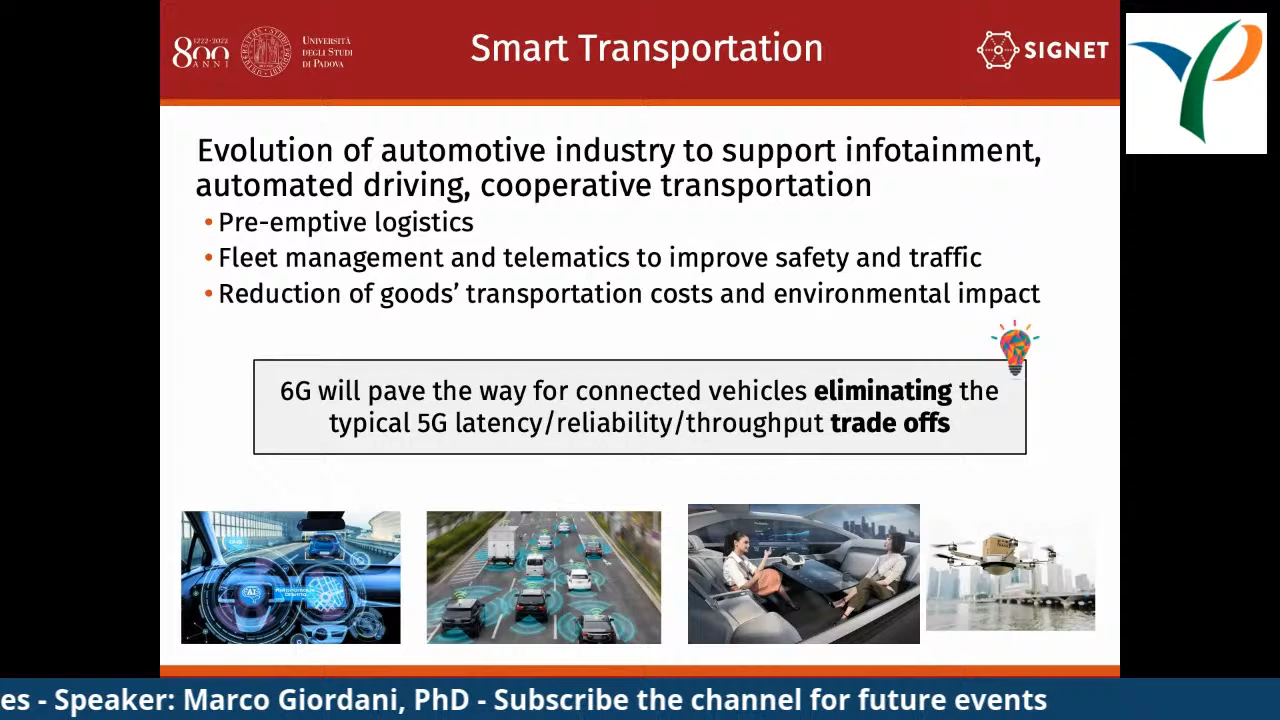 800
1222-2022
ANNI
UNIVERSITÀ
DEGLI STUDI
DI PADOVA
Smart Transportation
SIGNET
Evolution of automotive industry to support infotainment,
automated driving, cooperative transportation
•Pre-emptive logistics
•Fleet management and telematics to improve safety and traffic
•Reduction of goods’ transportation costs and environmental impact
6G will pave the way for connected vehicles eliminating the
typical 5G latency/reliability/throughput trade offs
AI
es - Speaker: Marco Giordani, PhD - Subscribe the channel for future events